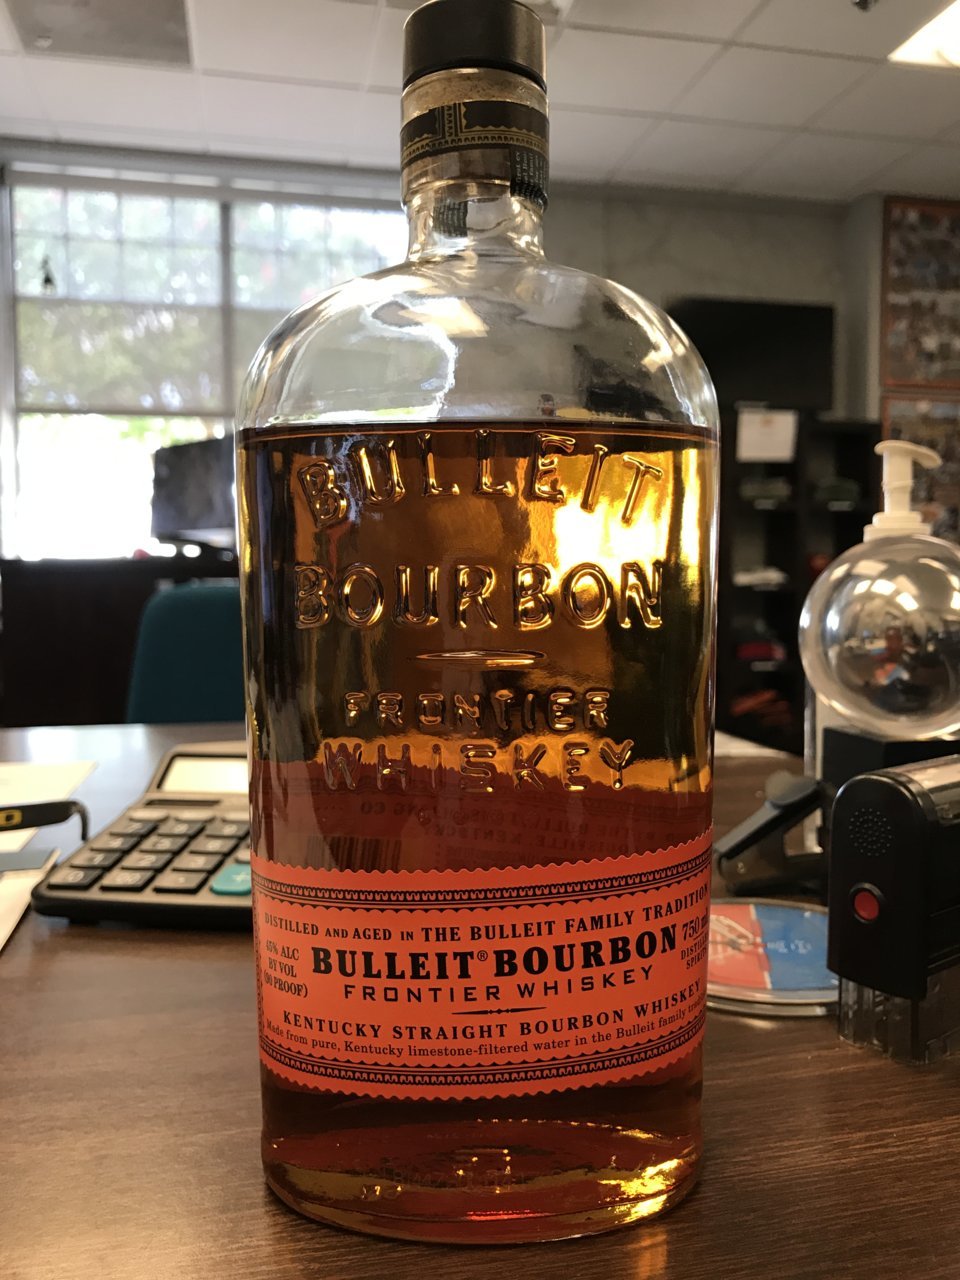 BULLEIT
BOURBON
FRONTIER
WHISKEY
DISTILLED AND AGED IN THE BULLEIT FAMILY TRADITION
45% ALC
BY VOL
(90 PROOF)
BULLEIT® BOURBON
FRONTIER WHISKEY
750
KENTUCKY STRAIGHT BOURBON WHISKEY
Made from pure, Kentucky limestone-filtered water in the Bulleit family